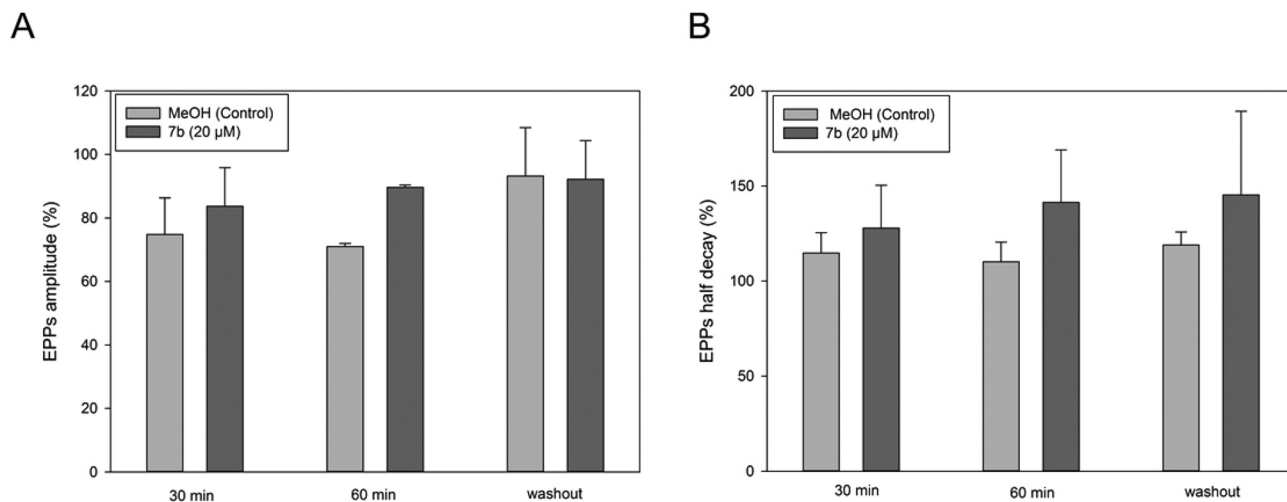 A
EPPs amplitude (%)
120
100
80
60
40
20
0
MeOH (Control)
7b (20 µM)
30 min
60 min
washout
B
EPPs half decay (%)
200
150
100
50
0
MeOH (Control)
7b (20 µM)
30 min
60 min
washout